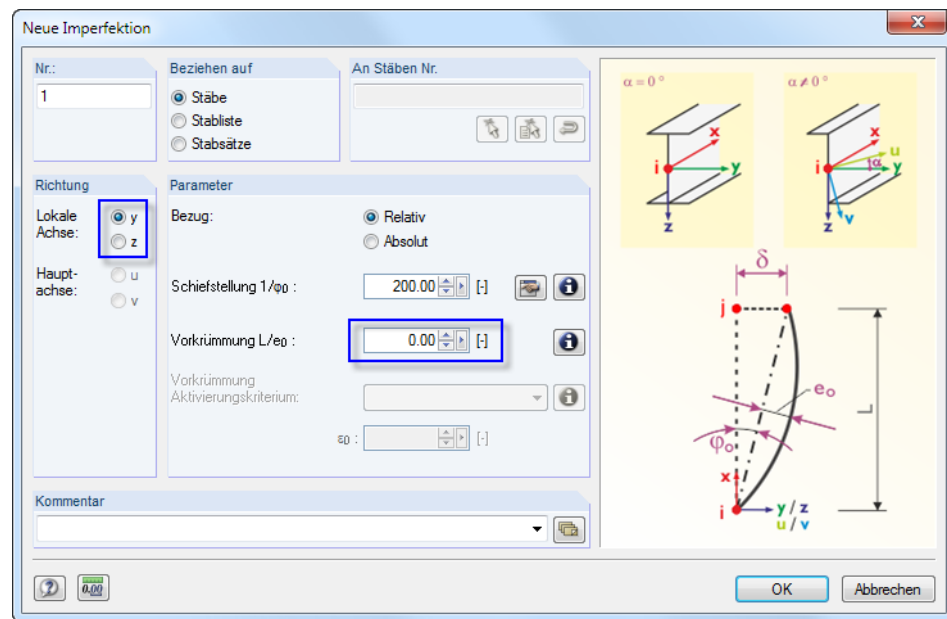 Neue Imperfektion
Nr.:
1
Beziehen auf
Stäbe
Stabliste
Stabsätze
An Stäben Nr.
Richtung
Lokale
Achse:
y
z
Haupt-
achse:
u
v
Parameter
Bezug:
Relativ
Absolut
Schiefstellung 1/φ0 :
200.00
[-]
Vorkrümmung L/e0 :
0.00
[-]
Vorkrümmung
Aktivierungskriterium:
ε0 :
[-]
Kommentar
α = 0 °
x
i
y
z
α ≠ 0 °
x
u
i
α
y
z
v
δ
j
e0
L
φ0
x
i
y / z
u / v
0.00
OK
Abbrechen